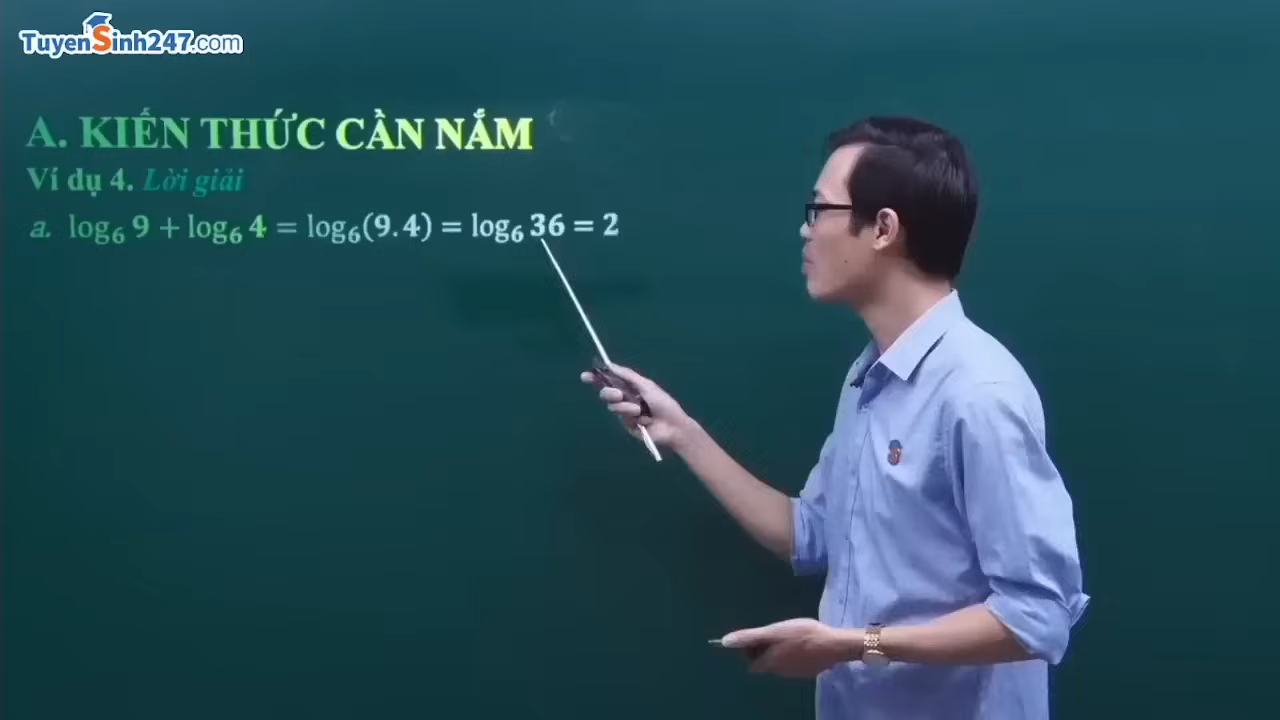 TuyenSinh247.com
A. KIẾN THỨC CẦN NẮM
Ví dụ 4. Lời giải
a. log₆ 9 + log₆ 4 = log₆(9.4) = log₆ 36 = 2